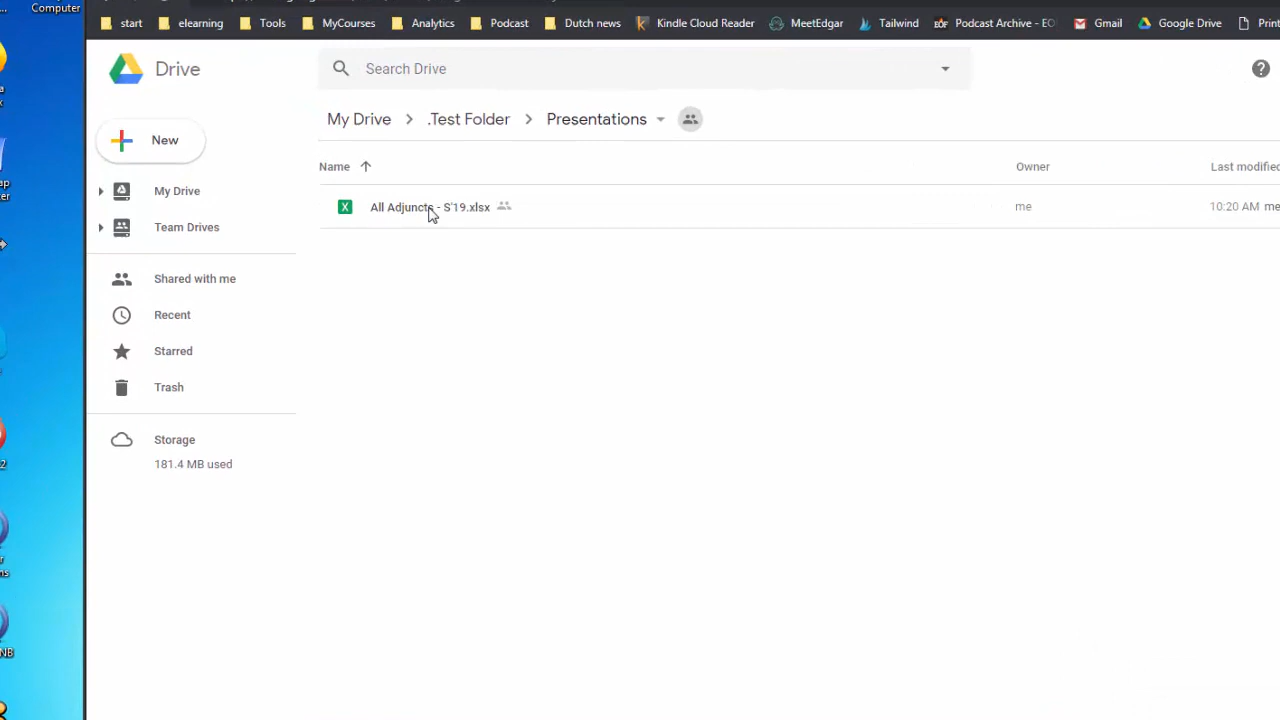 Computer
start elearning Tools MyCourses Analytics Podcast Dutch news Kindle Cloud Reader MeetEdgar Tailwind Podcast Archive - EO Gmail Google Drive Print
Drive
Search Drive
My Drive > .Test Folder > Presentations
New
Name
Owner
Last modified
My Drive
All Adjuncts - S'19.xlsx
me
10:20 AM me
Team Drives
Shared with me
Recent
Starred
Trash
Storage
181.4 MB used